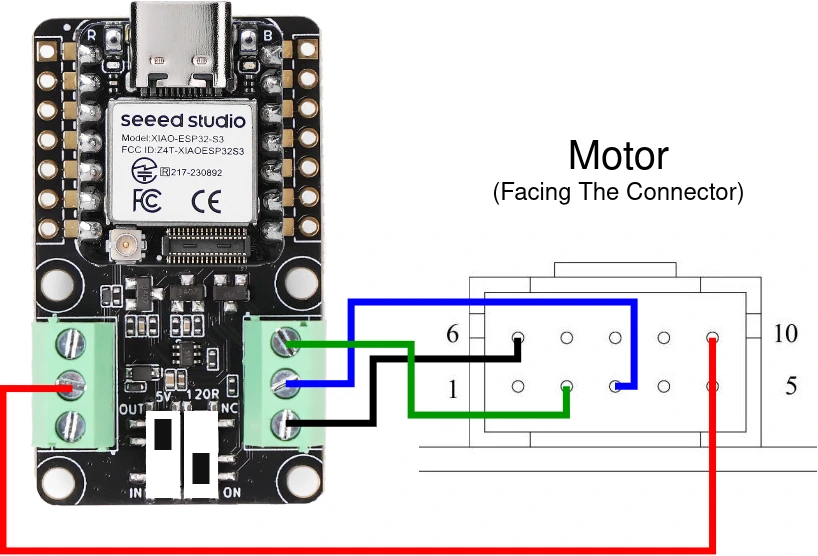 R
B
seeed studio
Model:XIAO-ESP32-S3
FCC ID:Z4T-XIAOESP32S3
R 217-230892
FC CE
Motor
(Facing The Connector)
6
10
1
5
5V
120R
OUT
NC
IN
ON